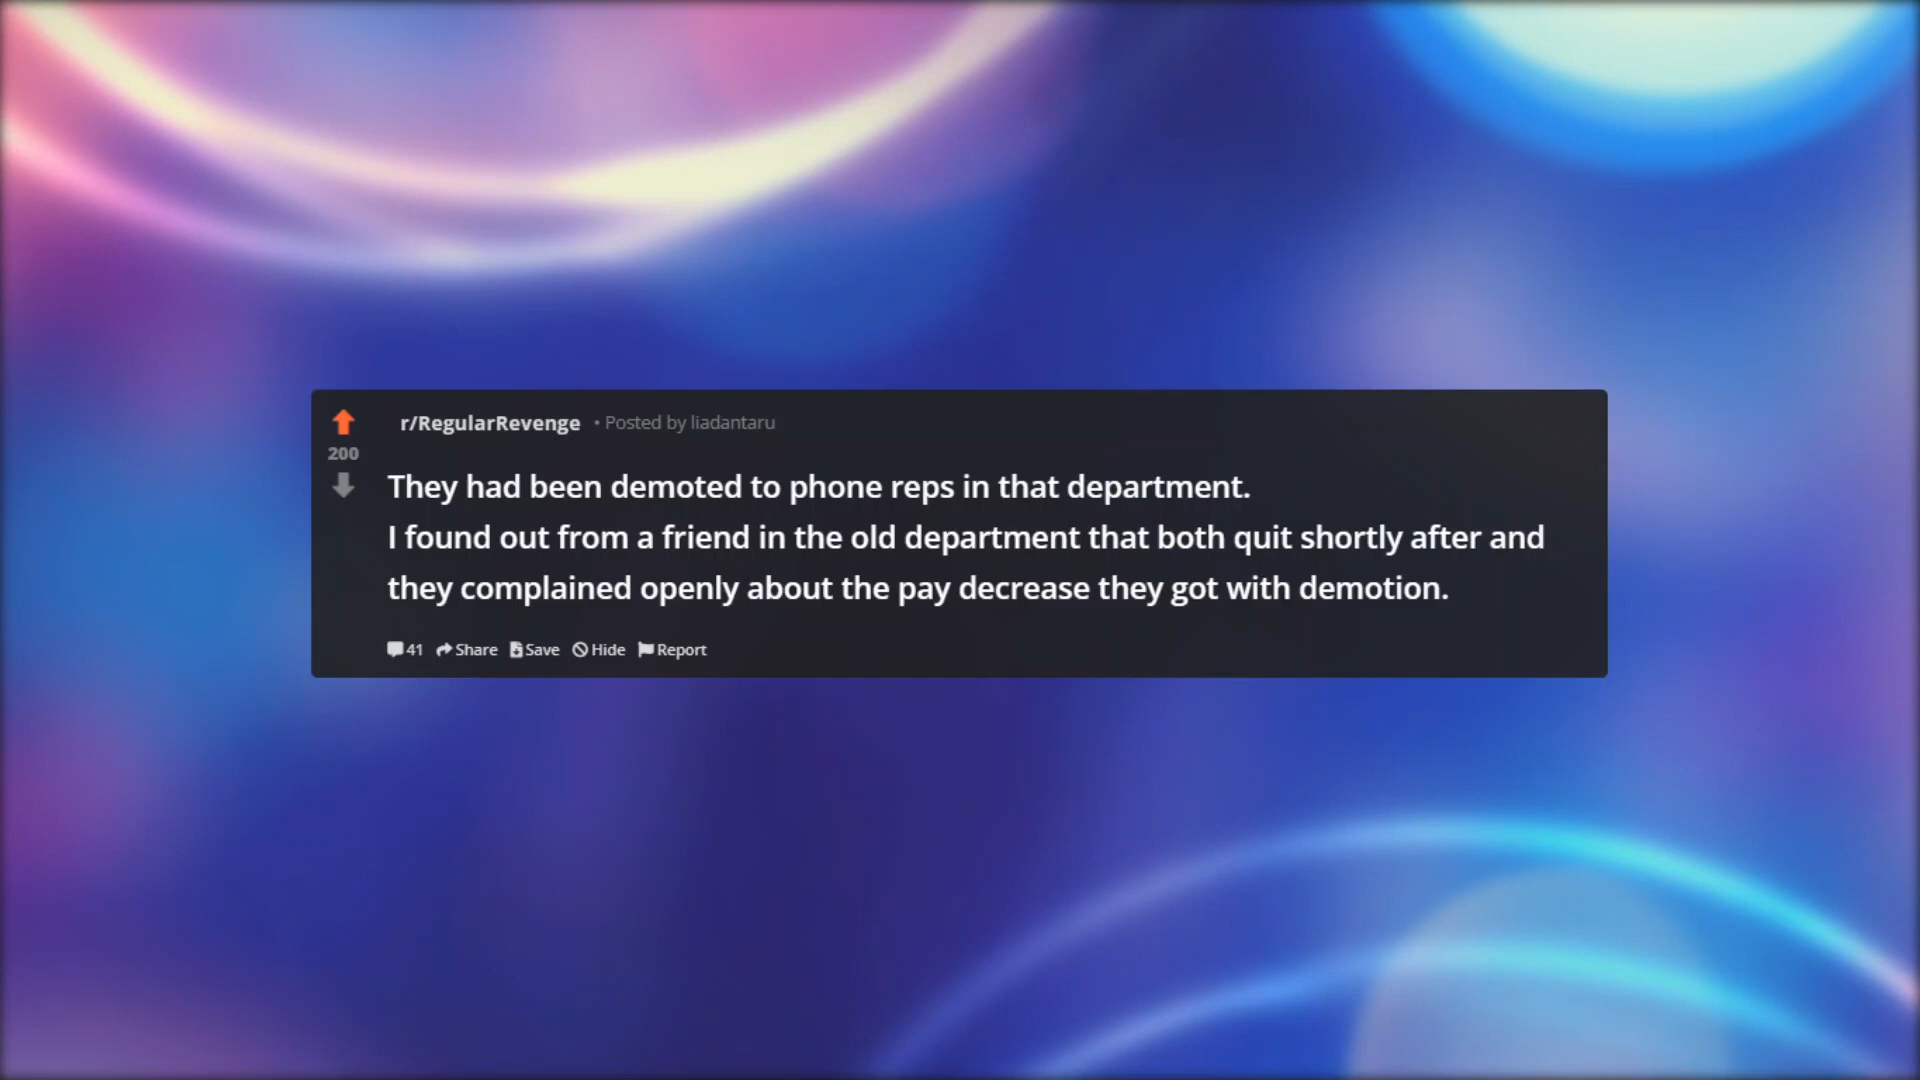 r/RegularRevenge • Posted by liadantaru
200
They had been demoted to phone reps in that department.
I found out from a friend in the old department that both quit shortly after and
they complained openly about the pay decrease they got with demotion.
41 Share Save Hide Report